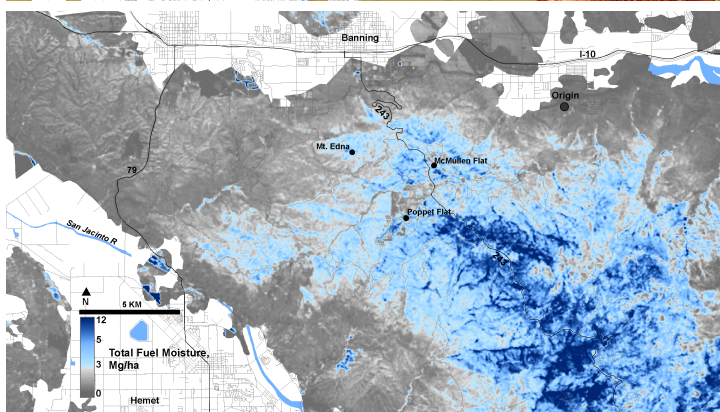 Banning
I-10
Origin
243
Mt. Edna
McMullen Flat
79
Poppet Flat
San Jacinto R
243
N
5 KM
12
5
3
0
Total Fuel Moisture,
Mg/ha
Hemet